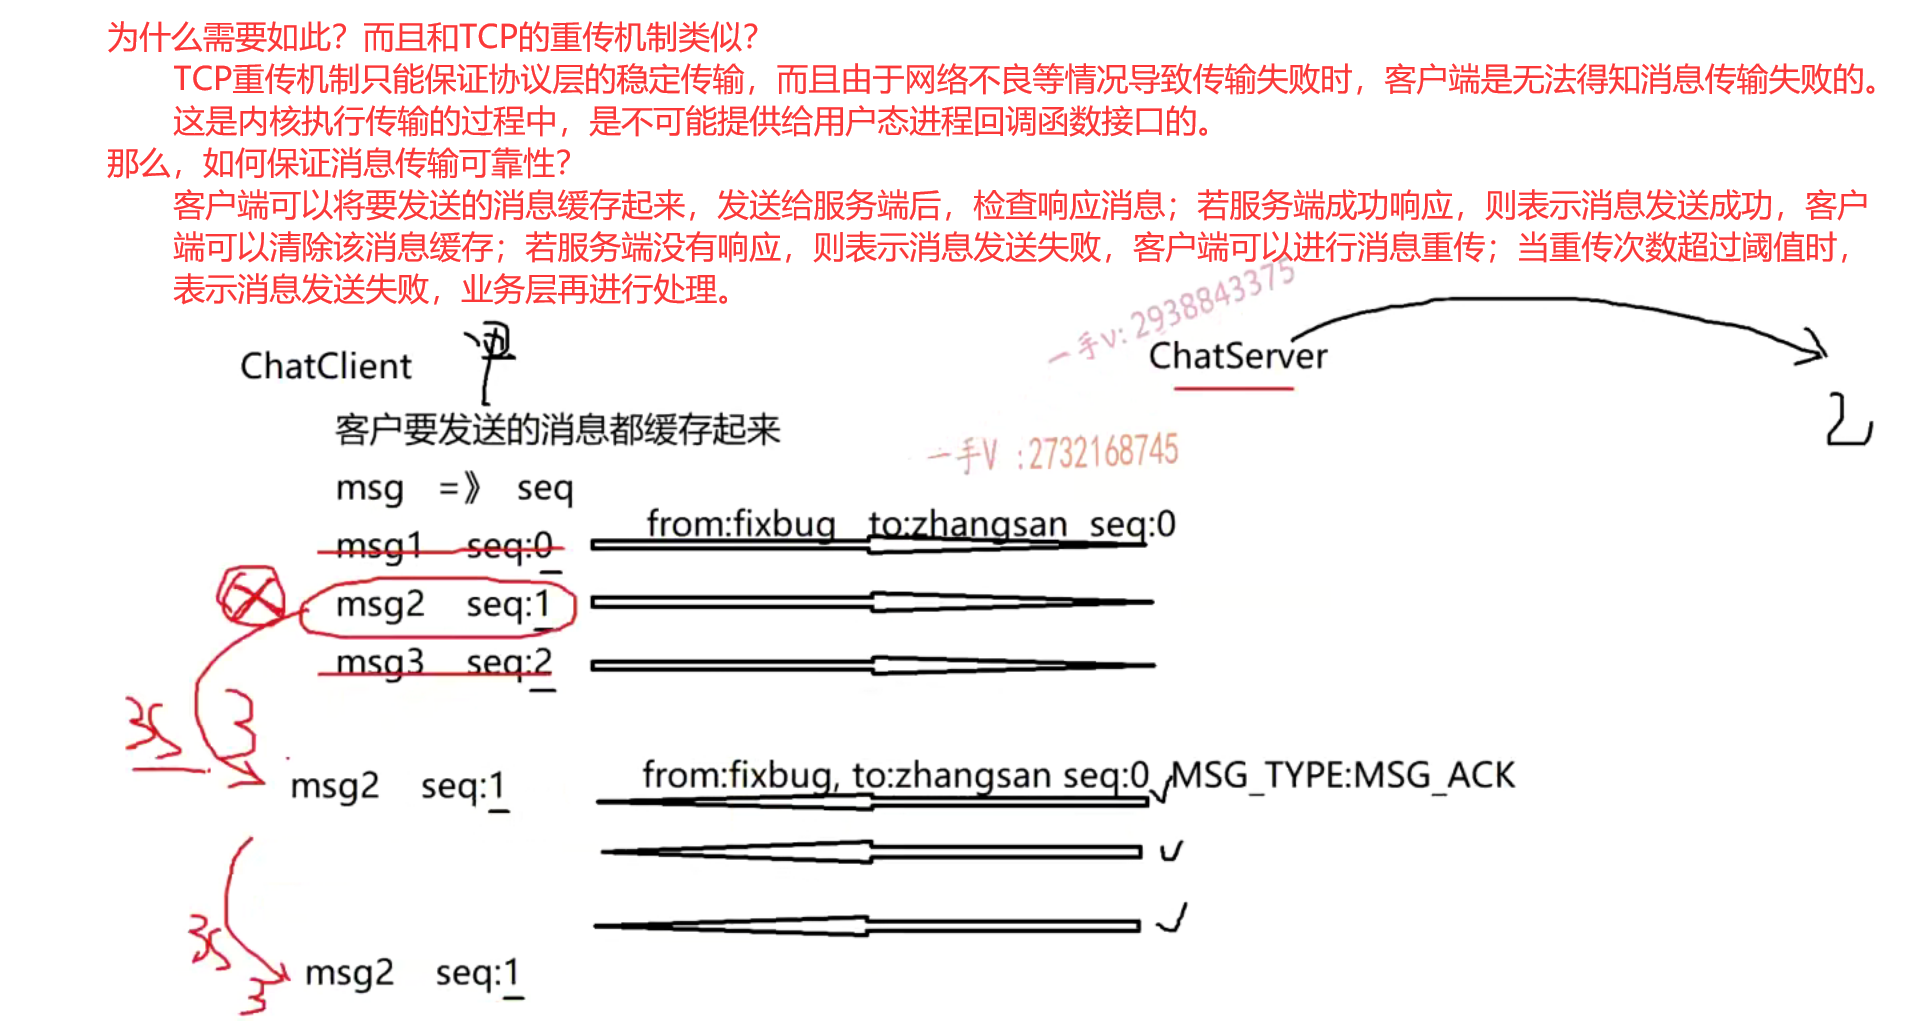 为什么需要如此？而且和TCP的重传机制类似？
TCP重传机制只能保证协议层的稳定传输，而且由于网络不良等情况导致传输失败时，客户端是无法得知消息传输失败的。
这是内核执行传输的过程中，是不可能提供给用户态进程回调函数接口的。
那么，如何保证消息传输可靠性？
客户端可以将要发送的消息缓存起来，发送给服务端后，检查响应消息；若服务端成功响应，则表示消息发送成功，客户
端可以清除该消息缓存；若服务端没有响应，则表示消息发送失败，客户端可以进行消息重传；当重传次数超过阈值时，
表示消息发送失败，业务层再进行处理。
一手v: 2938843375
ChatClient
ChatServer
2
客户要发送的消息都缓存起来
一手V :2732168745
msg =》 seq
from:fixbug to:zhangsan seq:0
msg1 seq:0
msg2 seq:1
msg3 seq:2
3s 3
from:fixbug, to:zhangsan seq:0 MSG_TYPE:MSG_ACK
msg2 seq:1
3s
3
msg2 seq:1